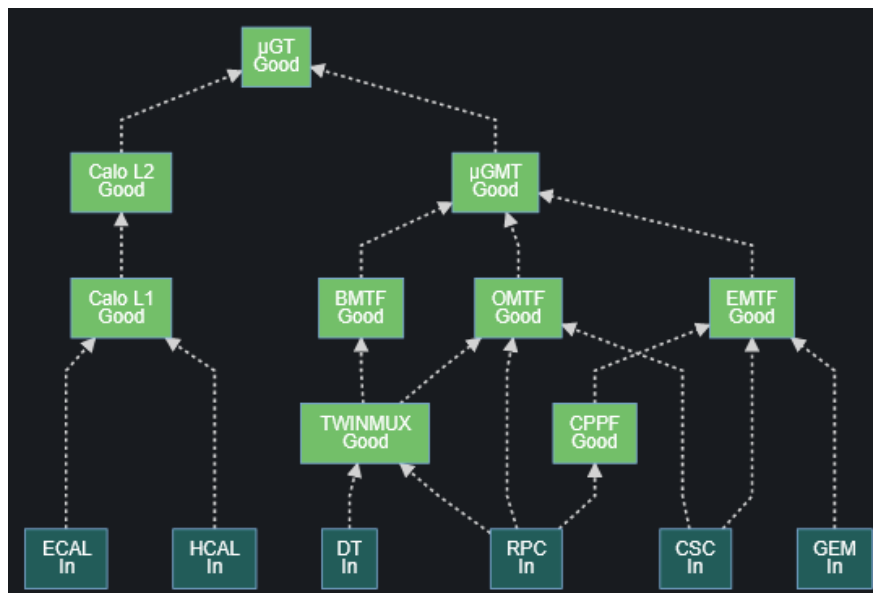 µGT
Good
Calo L2
Good
µGMT
Good
Calo L1
Good
BMTF
Good
OMTF
Good
EMTF
Good
TWINMUX
Good
CPPF
Good
ECAL
In
HCAL
In
DT
In
RPC
In
CSC
In
GEM
In